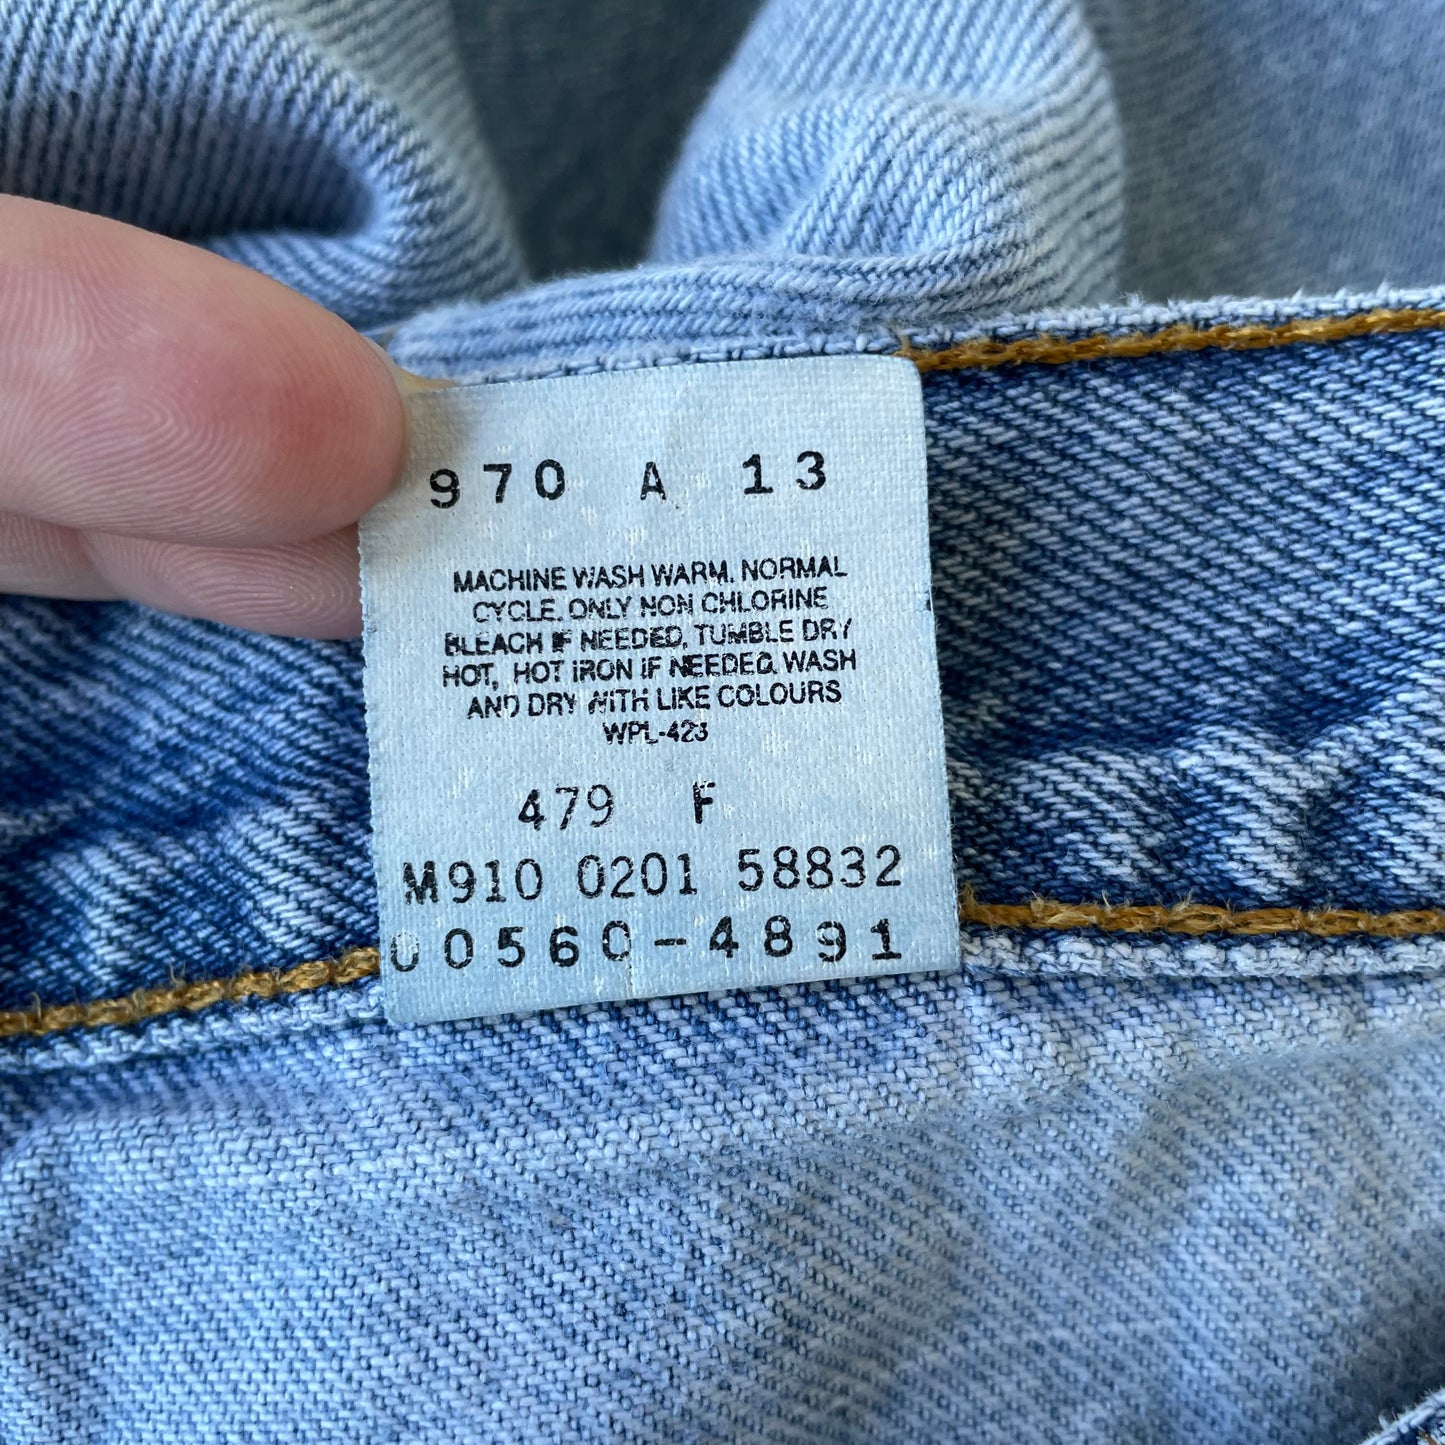 970 A 13
MACHINE WASH WARM. NORMAL
CYCLE. ONLY NON CHLORINE
BLEACH IF NEEDED, TUMBLE DRY
HOT, HOT IRON IF NEEDED. WASH
AND DRY WITH LIKE COLOURS
WPL-423
479 F
M910 0201 58832
00560-4891